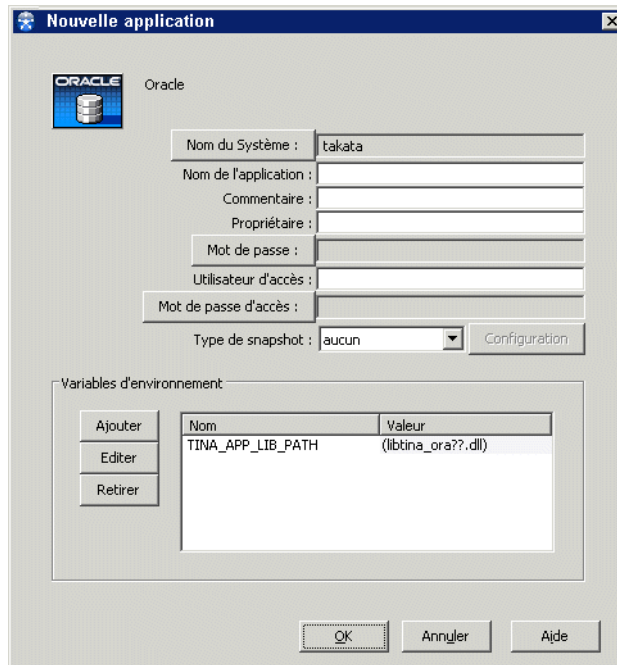 Nouvelle application
ORACLE
Oracle
Nom du Système : takata
Nom de l'application :
Commentaire :
Propriétaire :
Mot de passe :
Utilisateur d'accès :
Mot de passe d'accès :
Type de snapshot : aucun Configuration
Variables d'environnement
Ajouter
Editer
Retirer
Nom Valeur
TINA_APP_LIB_PATH (libtina_ora??.dll)
OK Annuler Aide